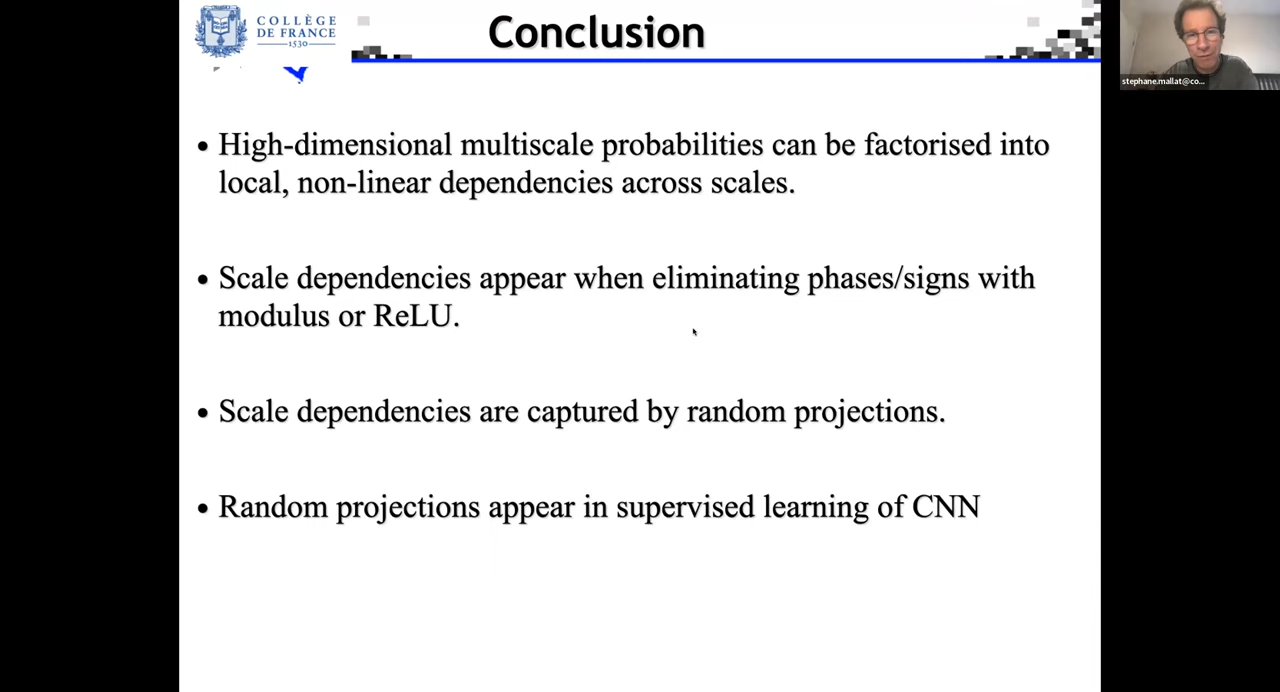 COLLÈGE
DE FRANCE
1530
Conclusion
stephane.mallat@co...
• High-dimensional multiscale probabilities can be factorised into
local, non-linear dependencies across scales.
• Scale dependencies appear when eliminating phases/signs with
modulus or ReLU.
• Scale dependencies are captured by random projections.
• Random projections appear in supervised learning of CNN